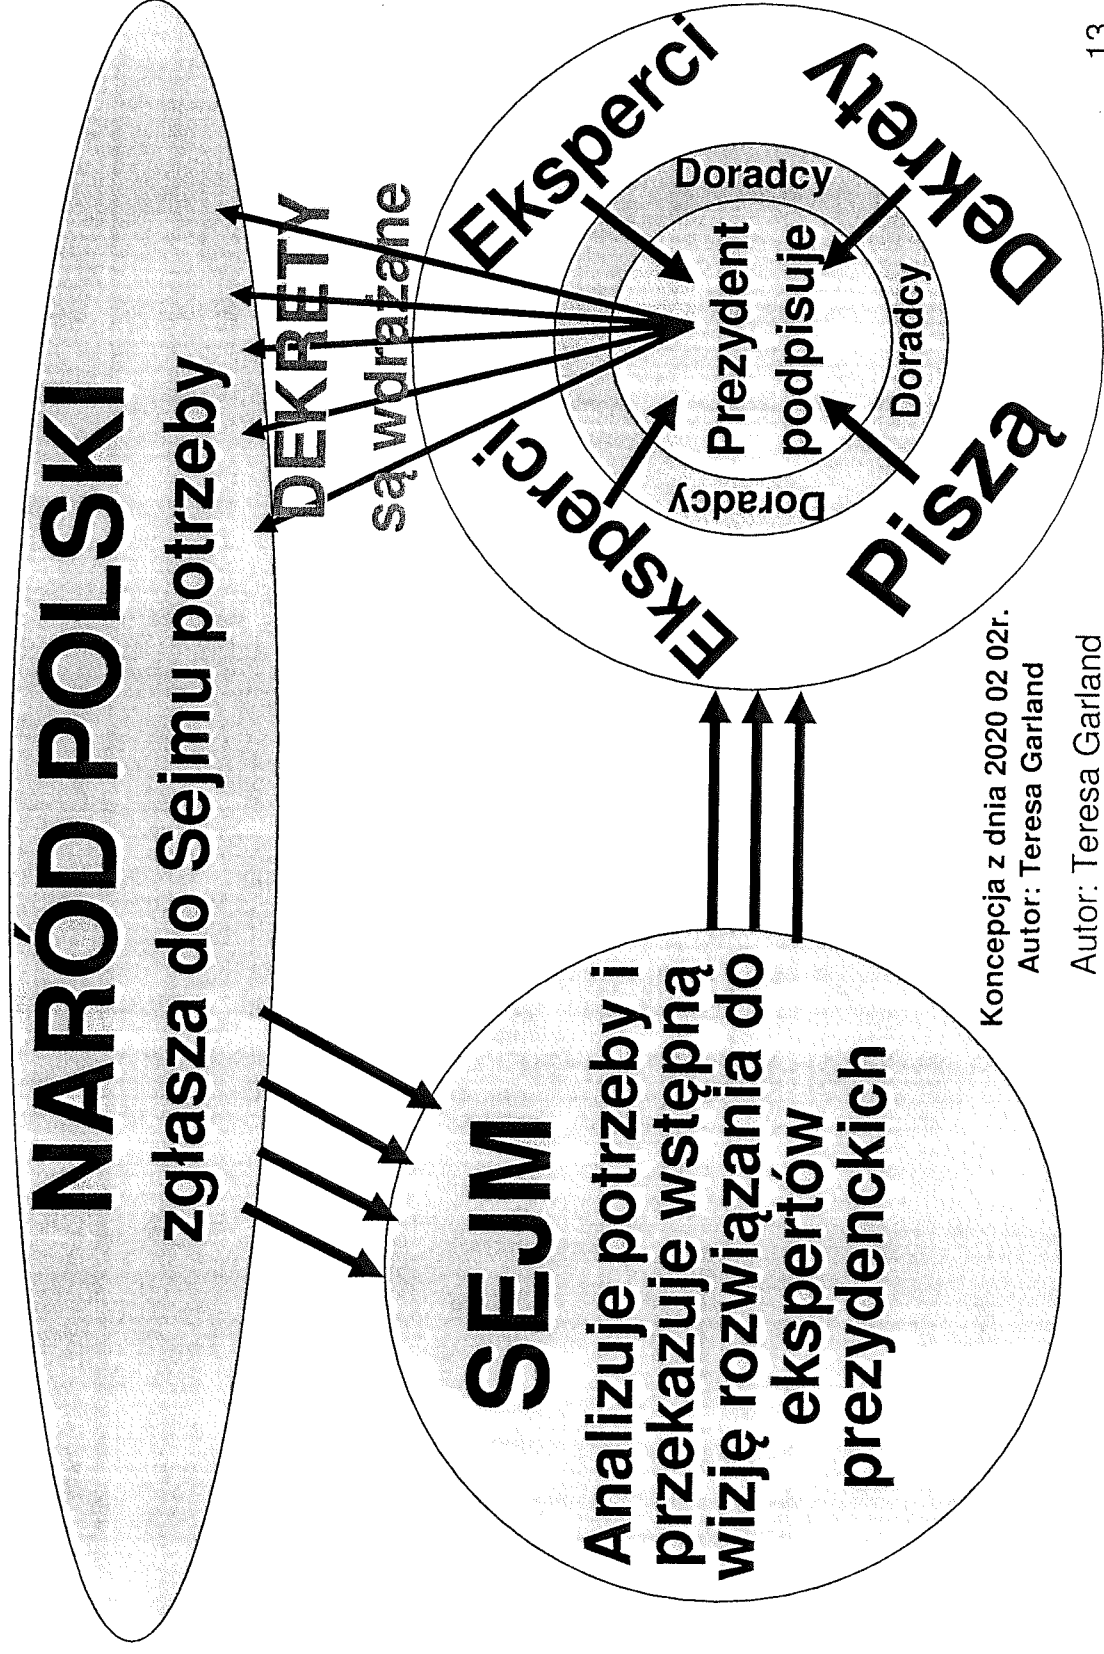 NARÓD POLSKI
zgłasza do Sejmu potrzeby
DEKRETY
są wdrażane
SEJM
Analizuje potrzeby i
przekazuje wstępną
wizję rozwiązania do
ekspertów
prezydenckich
Eksperci
Eksperci
Piszą
Dekrety
Doradcy
Doradcy
Doradcy
Prezydent
podpisuje
Koncepcja z dnia 2020 02 02r.
Autor: Teresa Garland
Autor: Teresa Garland
13